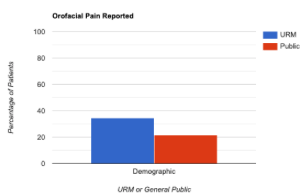 Orofacial Pain Reported
100
80
60
40
20
0
Percentage of Patients
Demographic
URM or General Public
URM
Public